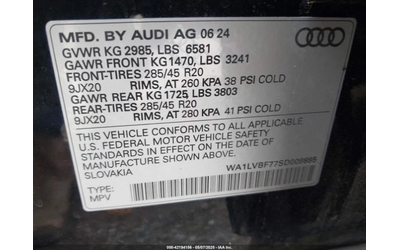 MFD. BY AUDI AG 06 24
GVWR KG 2985, LBS 6581
GAWR FRONT KG1470, LBS 3241
FRONT-TIRES 285/45 R20
9JX20 RIMS, AT 260 KPA 38 PSI COLD
GAWR REAR KG 1725, LBS 3803
REAR-TIRES 285/45 R20
9JX20 RIMS, AT 280 KPA 41 PSI COLD
THIS VEHICLE CONFORMS TO ALL APPLICABLE
U.S. FEDERAL MOTOR VEHICLE SAFETY
STANDARDS IN EFFECT ON THE DATE OF
MANUFACTURE SHOWN ABOVE.
SLOVAKIA
TYPE:
MPV